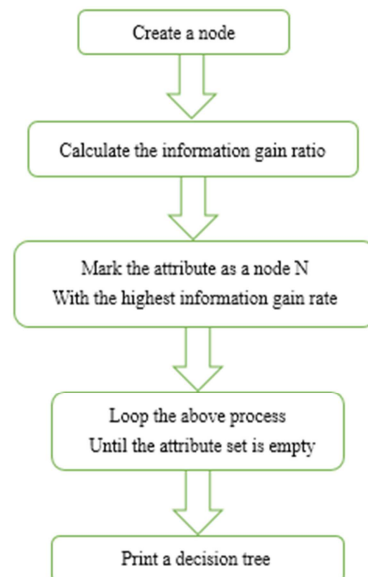 Create a node
Calculate the information gain ratio
Mark the attribute as a node N
With the highest information gain rate
Loop the above process
Until the attribute set is empty
Print a decision tree